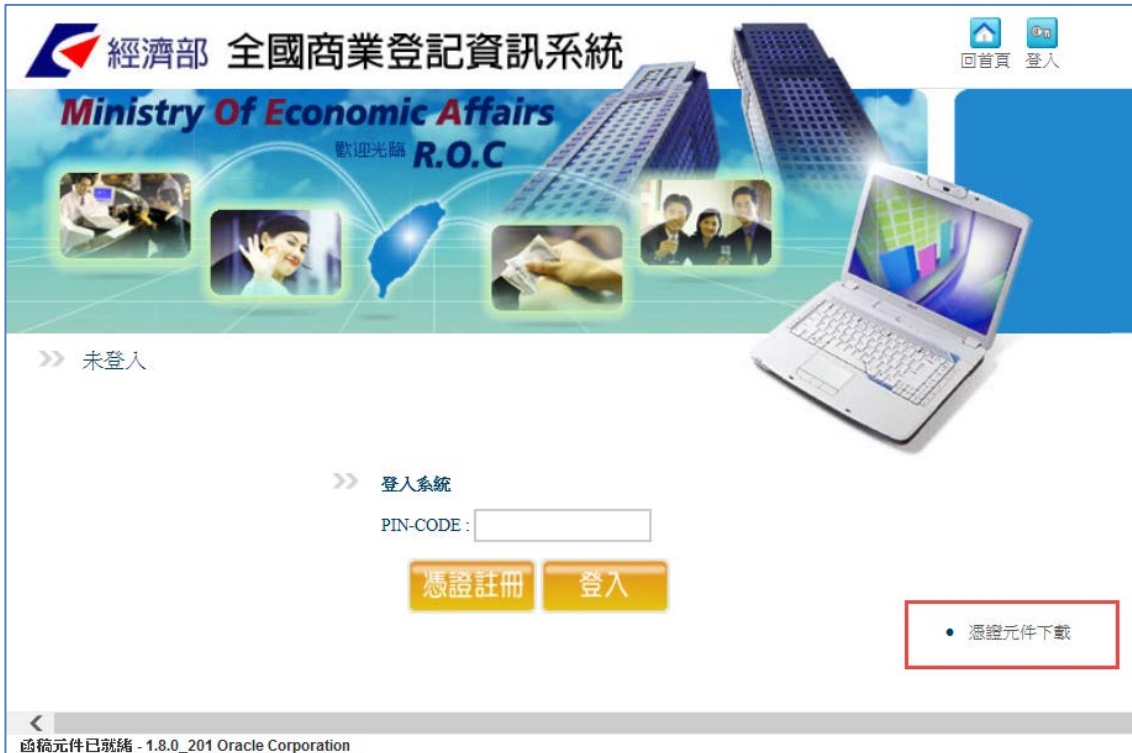 經濟部 全國商業登記資訊系統
回首頁 登入
Ministry Of Economic Affairs
歡迎光臨 R.O.C
未登入
登入系統
PIN-CODE :
憑證註冊 登入
憑證元件下載
函稿元件已就緒 - 1.8.0_201 Oracle Corporation